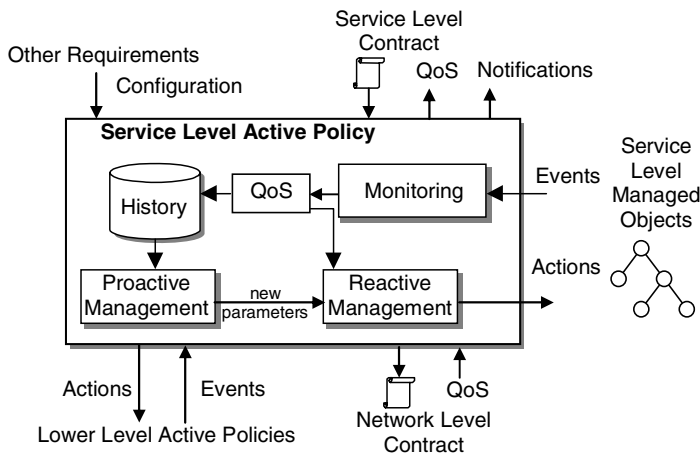 Service Level
Contract
Other Requirements
QoS
Notifications
Configuration
Service Level Active Policy
Service
Level
Managed
Objects
History
QoS
Monitoring
Events
Proactive
Management
new
parameters
Reactive
Management
Actions
Actions
Events
QoS
Lower Level Active Policies
Network Level
Contract